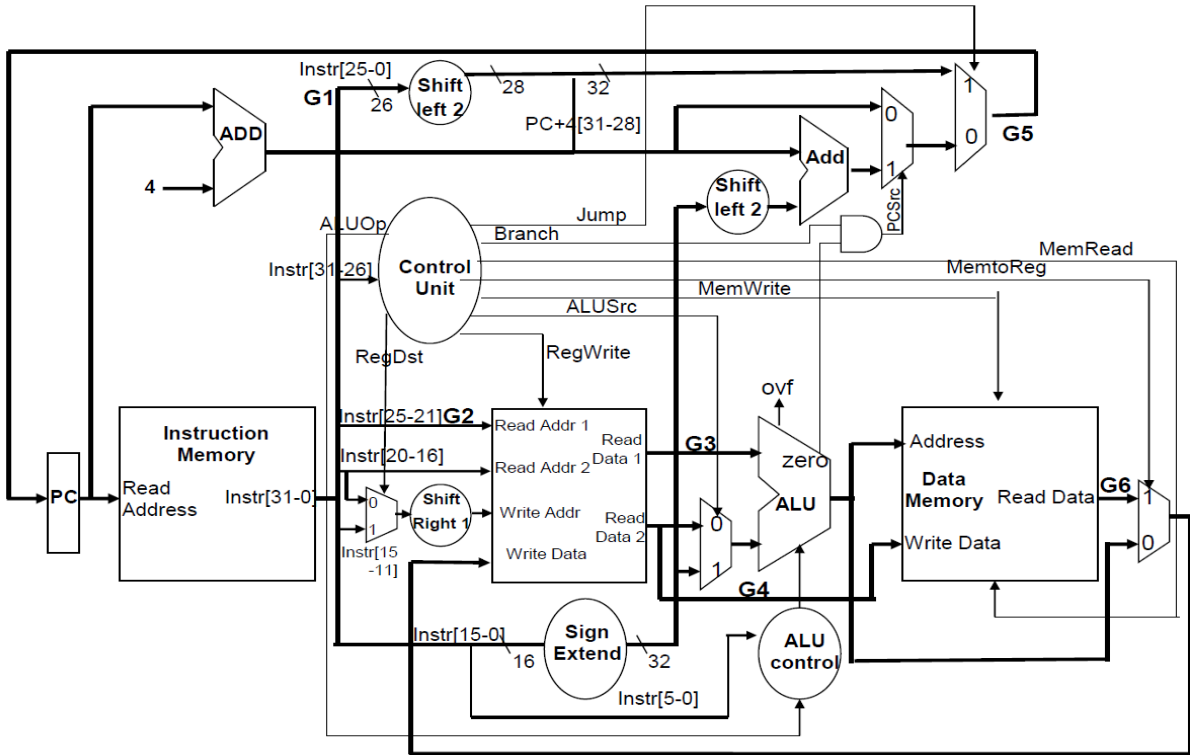 Instr[25-0]
G1
26
Shift
left 2
28
32
1
0
G5
ADD
4
PC+4[31-28]
0
1
Add
Shift
left 2
PCSrc
ALUOp
Jump
Branch
Instr[31-26]
Control
Unit
MemRead
MemtoReg
MemWrite
ALUSrc
RegDst
RegWrite
ovf
Instruction
Memory
PC
Read
Address
Instr[31-0]
Instr[25-21]
G2
Read Addr 1
Read
Data 1
G3
Instr[20-16]
Read Addr 2
0
1
Shift
Right 1
Write Addr
Read
Data 2
Instr[15
-11]
Write Data
0
1
zero
ALU
G4
Address
Data
Memory
Read Data
G6
Write Data
1
0
Instr[15-0]
16
Sign
Extend
32
ALU
control
Instr[5-0]